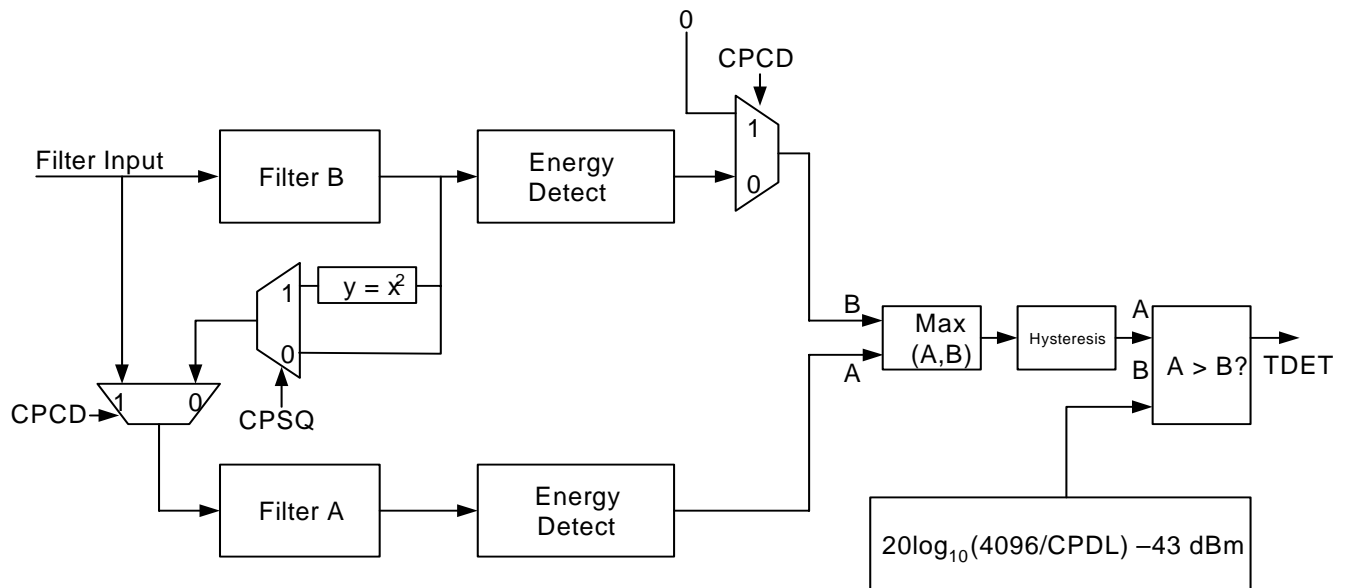 0
CPCD
1
0
Filter Input
Filter B
Energy
Detect
y = x²
1
0
CPSQ
CPCD
1 0
Filter A
Energy
Detect
B
A
Max
(A,B)
Hysteresis
A
B
A > B?
TDET
20log₁₀(4096/CPDL) –43 dBm